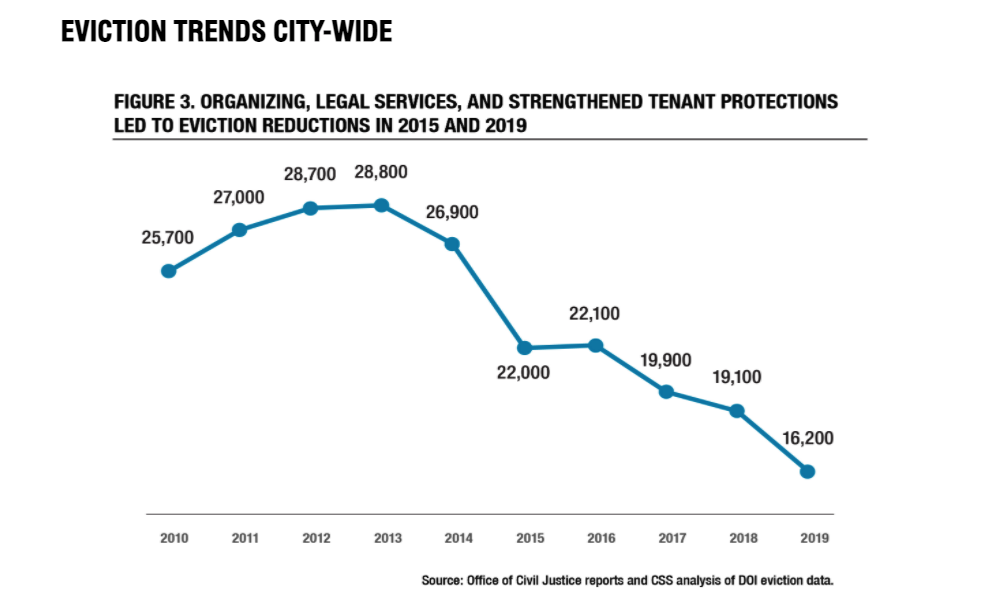 EVICTION TRENDS CITY-WIDE
FIGURE 3. ORGANIZING, LEGAL SERVICES, AND STRENGTHENED TENANT PROTECTIONS
LED TO EVICTION REDUCTIONS IN 2015 AND 2019
28,700 28,800
27,000
26,900
25,700
22,100
19,900
22,000
19,100
16,200
2010 2011 2012 2013 2014 2015 2016 2017 2018 2019
Source: Office of Civil Justice reports and CSS analysis of DOI eviction data.